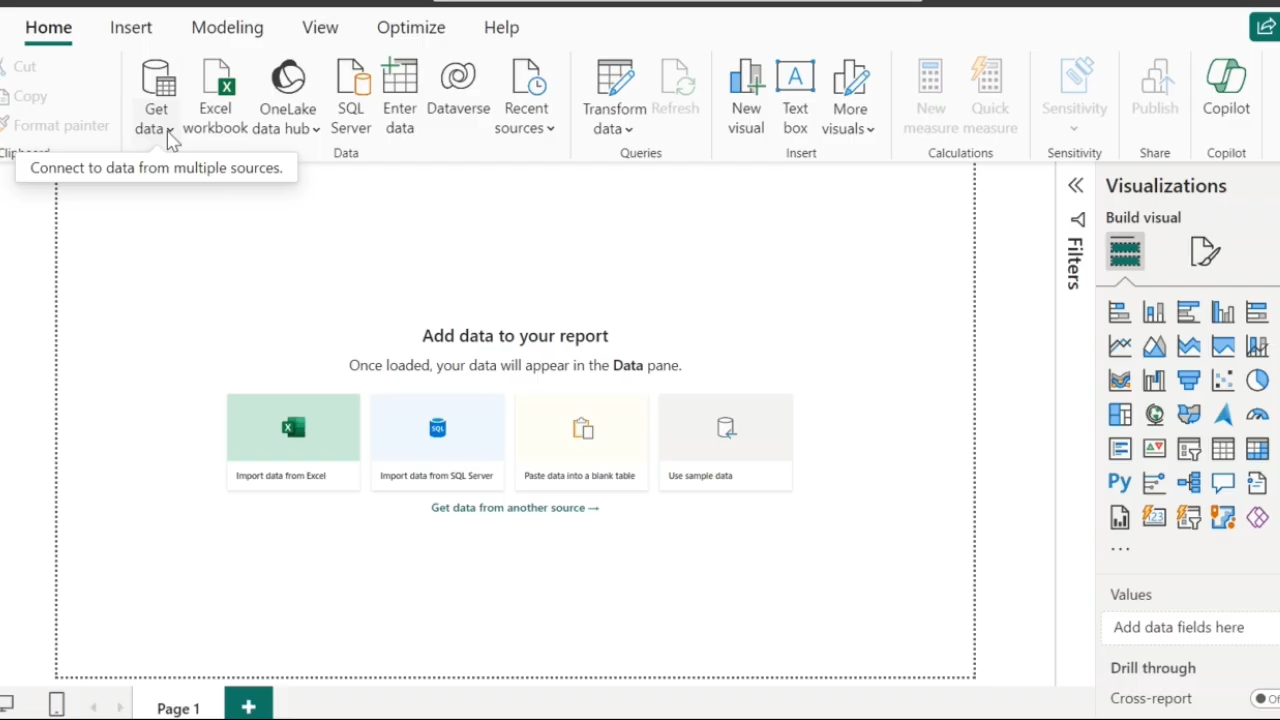 Home Insert Modeling View Optimize Help
Cut
Copy
Format painter
Get data
Excel workbook
OneLake data hub
SQL Server
Enter data
Dataverse
Recent sources
Data
Transform data
Refresh
Queries
New visual
Text box
More visuals
Insert
New measure
Quick measure
Calculations
Sensitivity
Sensitivity
Publish
Share
Copilot
Copilot
Connect to data from multiple sources.
Add data to your report
Once loaded, your data will appear in the Data pane.
SQL
Import data from Excel
Import data from SQL Server
Paste data into a blank table
Use sample data
Get data from another source →
Filters
Visualizations
Build visual
Py
123
...
Values
Add data fields here
Drill through
Cross-report
Page 1